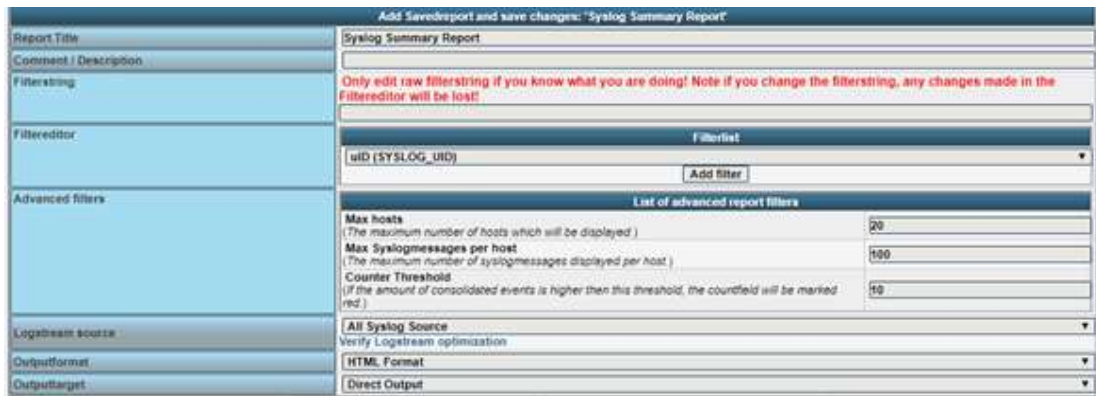 Add Savedreport and save changes: 'Syslog Summary Report'
Report Title
Syslog Summary Report
Comment / Description
Filterstring
Only edit raw filterstring if you know what you are doing! Note if you change the filterstring, any changes made in the
Filtereditor will be lost!
Filtereditor
Filterlist
uID (SYSLOG_UID)
Add filter
Advanced filters
List of advanced report filters
Max hosts
(The maximum number of hosts which will be displayed.)
20
Max Syslogmessages per host
(The maximum number of syslogmessages displayed per host.)
100
Counter Threshold
(If the amount of consolidated events is higher then this threshold, the countfield will be marked
red.)
10
Logstream source
All Syslog Source
Verify Logstream optimization
Outputformat
HTML Format
Outputtarget
Direct Output